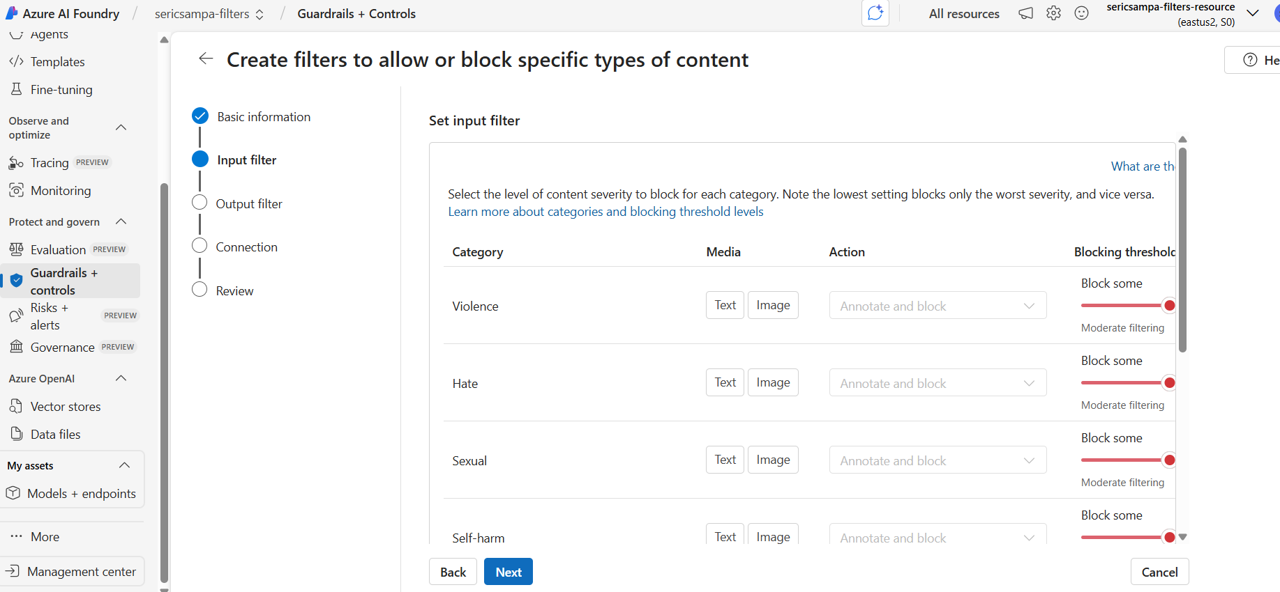 Azure AI Foundry / sericsampa-filters / Guardrails + Controls
All resources
sericsampa-filters-resource
(eastus2, S0)
Agents
Templates
Fine-tuning
Observe and
optimize
Tracing PREVIEW
Monitoring
Protect and govern
Evaluation PREVIEW
Guardrails +
controls
Risks +
alerts PREVIEW
Governance PREVIEW
Azure OpenAI
Vector stores
Data files
My assets
Models + endpoints
More
Management center
Create filters to allow or block specific types of content
He
Basic information
Input filter
Output filter
Connection
Review
Set input filter
What are th
Select the level of content severity to block for each category. Note the lowest setting blocks only the worst severity, and vice versa.
Learn more about categories and blocking threshold levels
Category Media Action Blocking threshold
Violence Text Image Annotate and block Block some
Moderate filtering
Hate Text Image Annotate and block Block some
Moderate filtering
Sexual Text Image Annotate and block Block some
Moderate filtering
Self-harm Text Image Annotate and block Block some
Back Next Cancel